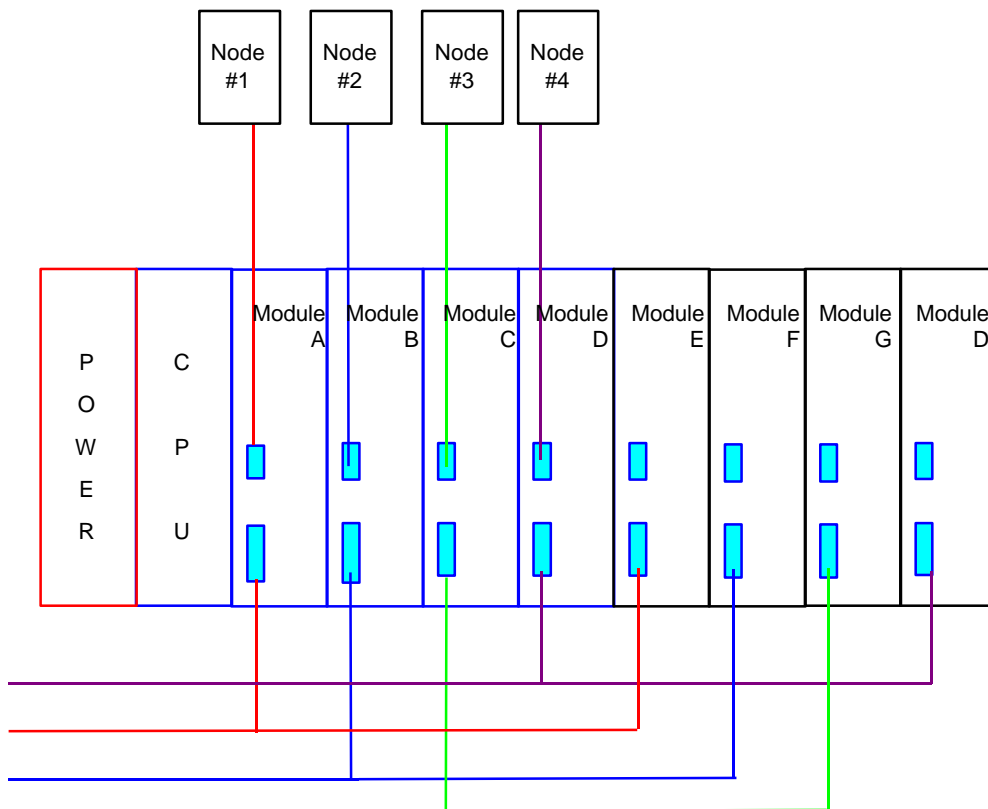 Node
#1
Node
#2
Node
#3
Node
#4
P
O
W
E
R
C
P
U
Module
A
Module
B
Module
C
Module
D
Module
E
Module
F
Module
G
Module
D